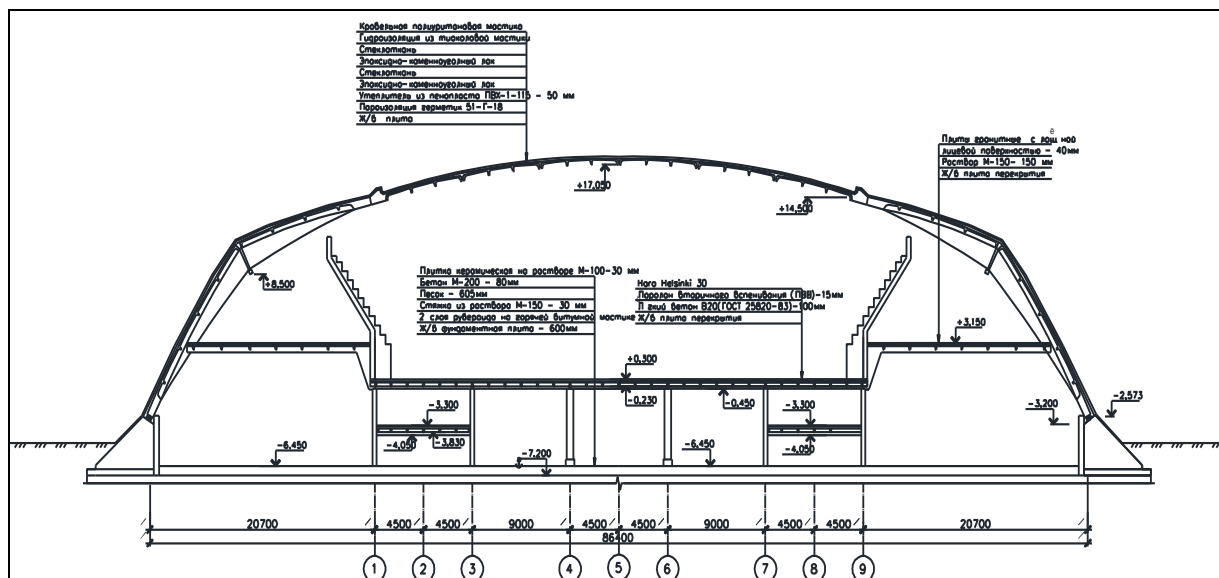 Кровельная полиуритановая мастика
Гидроизоляция из тиоколовой мастики
Стеклоткань
Эпоксидно-каменноугольный лак
Стеклоткань
Эпоксидно-каменноугольный лак
Утеплитель из пенопласта ПВХ-1-115 - 50 мм
Пароизоляция герметик 51-Г-18
Ж/б плита
ё
Плиты гранитные с лощ ной
лицевой поверхностью - 40мм
Раствор М-150- 150 мм
Ж/б плита перекрытия
+17,050
+14,500
+8,500
Плитка керамическая на растворе М-100-30 мм
Бетон М-200 - 80мм
Песок - 605мм
Стяжка из раствора М-150 - 30 мм
2 слоя рубероида на горячей битумной мастике
Ж/б фундаментная плита - 600мм
Haro Helsinki 30
Поролон вторичного вспенивания (ПВВ)-15мм
Л гкий бетон В20(ГОСТ 25820-83)-100мм
Ж/б плита перекрытия
+3,150
+0,300
-0,230
-0,450
-3,300
-3,300
-3,200
-2,573
-4,050
-3,830
-4,050
-6,450
-7,200
-6,450
20700
4500
4500
9000
4500
4500
9000
4500
4500
20700
86400
1
2
3
4
5
6
7
8
9